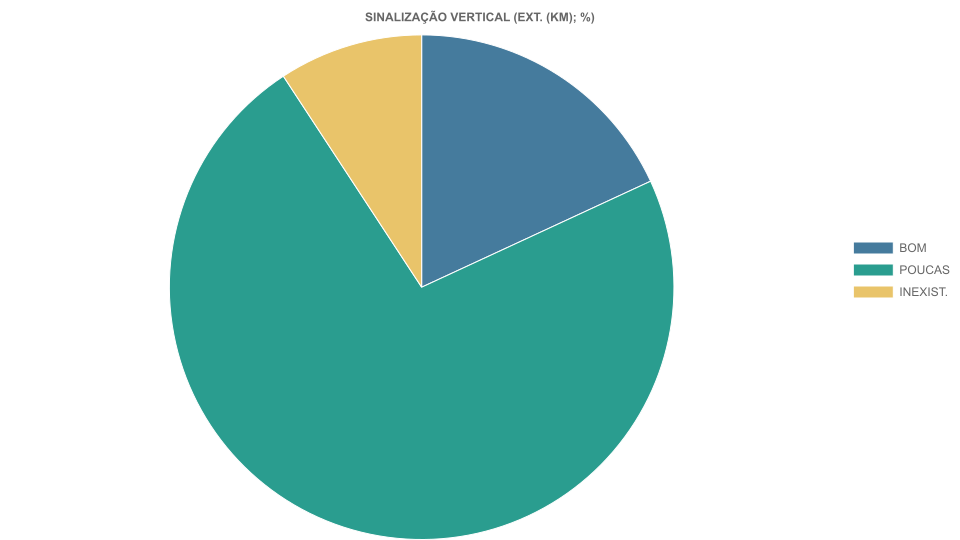 SINALIZAÇÃO VERTICAL (EXT. (KM); %)
BOM
POUCAS
INEXIST.